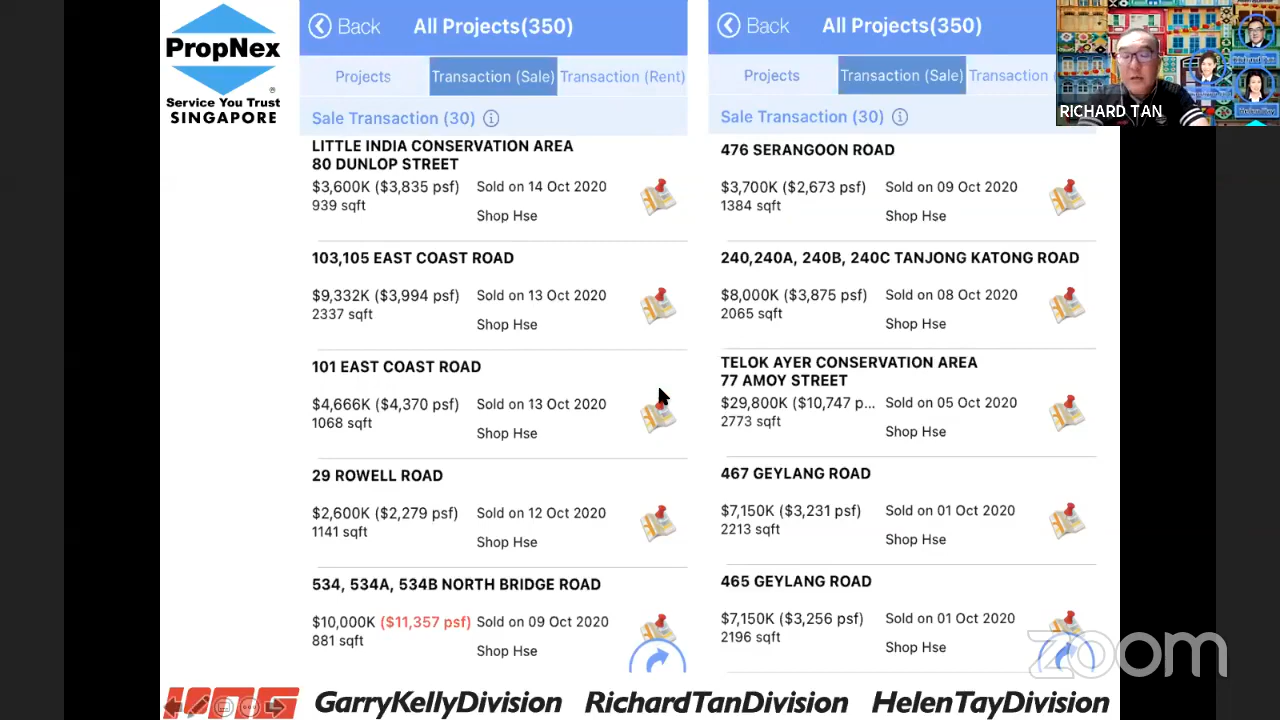 PropNex
®
Service You Trust
SINGAPORE
Back
All Projects(350)
Projects
Transaction (Sale)
Transaction (Rent)
Sale Transaction (30)
LITTLE INDIA CONSERVATION AREA
80 DUNLOP STREET
$3,600K ($3,835 psf) Sold on 14 Oct 2020
939 sqft
Shop Hse
103,105 EAST COAST ROAD
$9,332K ($3,994 psf) Sold on 13 Oct 2020
2337 sqft
Shop Hse
101 EAST COAST ROAD
$4,666K ($4,370 psf) Sold on 13 Oct 2020
1068 sqft
Shop Hse
29 ROWELL ROAD
$2,600K ($2,279 psf) Sold on 12 Oct 2020
1141 sqft
Shop Hse
534, 534A, 534B NORTH BRIDGE ROAD
$10,000K ($11,357 psf) Sold on 09 Oct 2020
881 sqft
Shop Hse
Back
All Projects(350)
Projects
Transaction (Sale)
Transaction
Sale Transaction (30)
476 SERANGOON ROAD
$3,700K ($2,673 psf) Sold on 09 Oct 2020
1384 sqft
Shop Hse
240,240A, 240B, 240C TANJONG KATONG ROAD
$8,000K ($3,875 psf) Sold on 08 Oct 2020
2065 sqft
Shop Hse
TELOK AYER CONSERVATION AREA
77 AMOY STREET
$29,800K ($10,747 p... Sold on 05 Oct 2020
2773 sqft
Shop Hse
467 GEYLANG ROAD
$7,150K ($3,231 psf) Sold on 01 Oct 2020
2213 sqft
Shop Hse
465 GEYLANG ROAD
$7,150K ($3,256 psf) Sold on 01 Oct 2020
2196 sqft
Shop Hse
RICHARD TAN
zoom
GarryKellyDivision RichardTanDivision HelenTayDivision